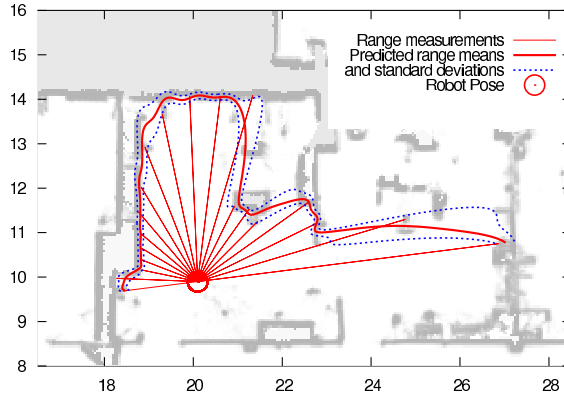 16
15
14
13
12
11
10
9
8
Range measurements
Predicted range means
and standard deviations
Robot Pose
18 20 22 24 26 28